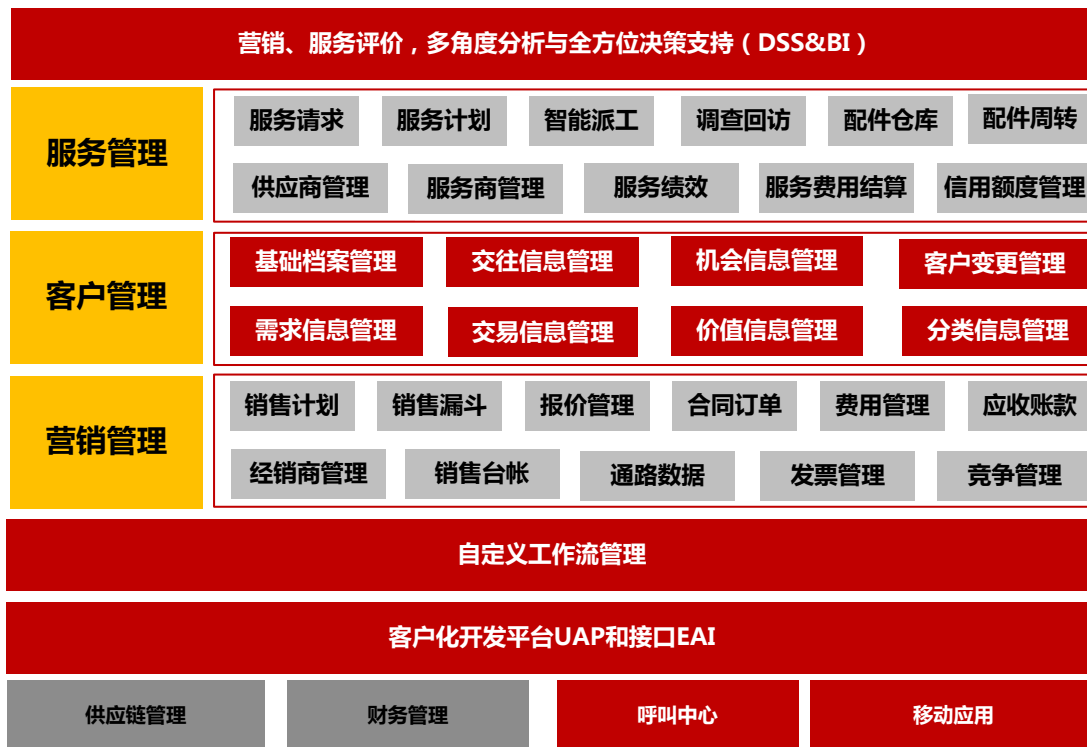 营销、服务评价，多角度分析与全方位决策支持（DSS&BI）
服务管理
服务请求 服务计划 智能派工 调查回访 配件仓库 配件周转
供应商管理 服务商管理 服务绩效 服务费用结算 信用额度管理
客户管理
基础档案管理 交往信息管理 机会信息管理 客户变更管理
需求信息管理 交易信息管理 价值信息管理 分类信息管理
营销管理
销售计划 销售漏斗 报价管理 合同订单 费用管理 应收账款
经销商管理 销售台帐 通路数据 发票管理 竞争管理
自定义工作流管理
客户化开发平台UAP和接口EAI
供应链管理 财务管理 呼叫中心 移动应用